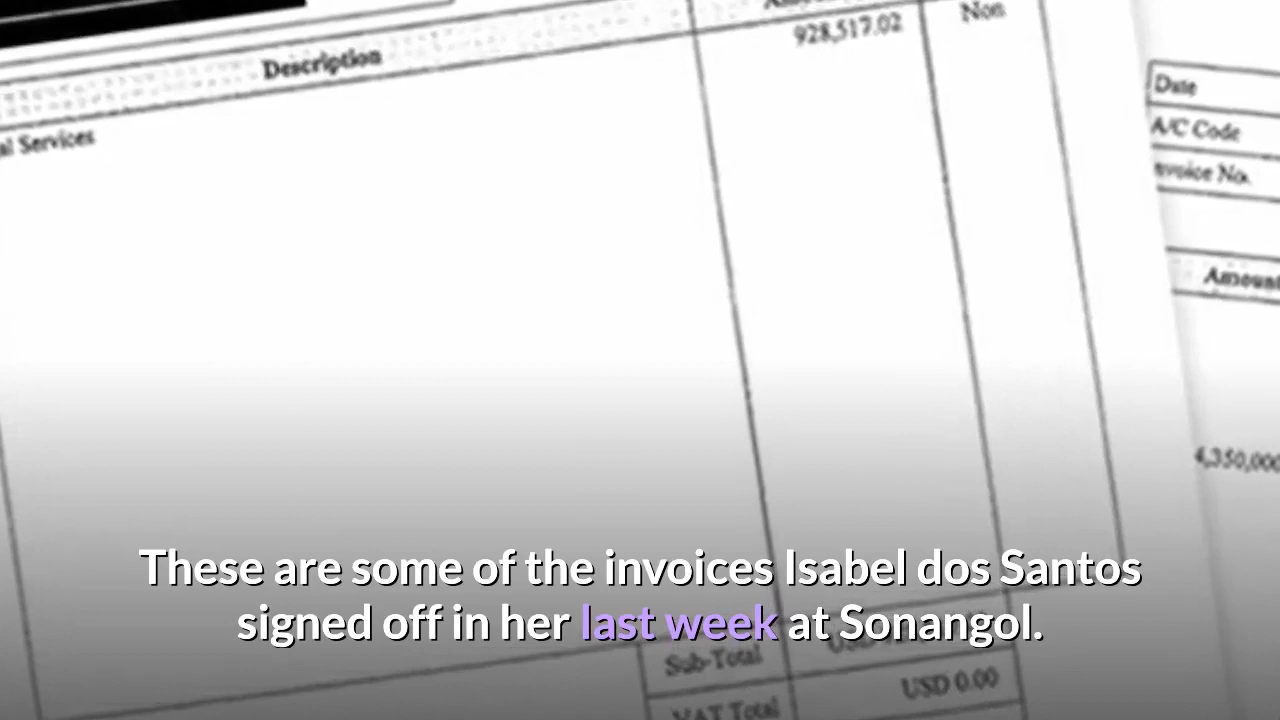 Description
928,517.02
Non
Services
Date
A/C Code
Invoice No.
Amount
4,350,000
These are some of the invoices Isabel dos Santos
signed off in her last week at Sonangol.
Sub-Total
USD
VAT Total
USD 0.00